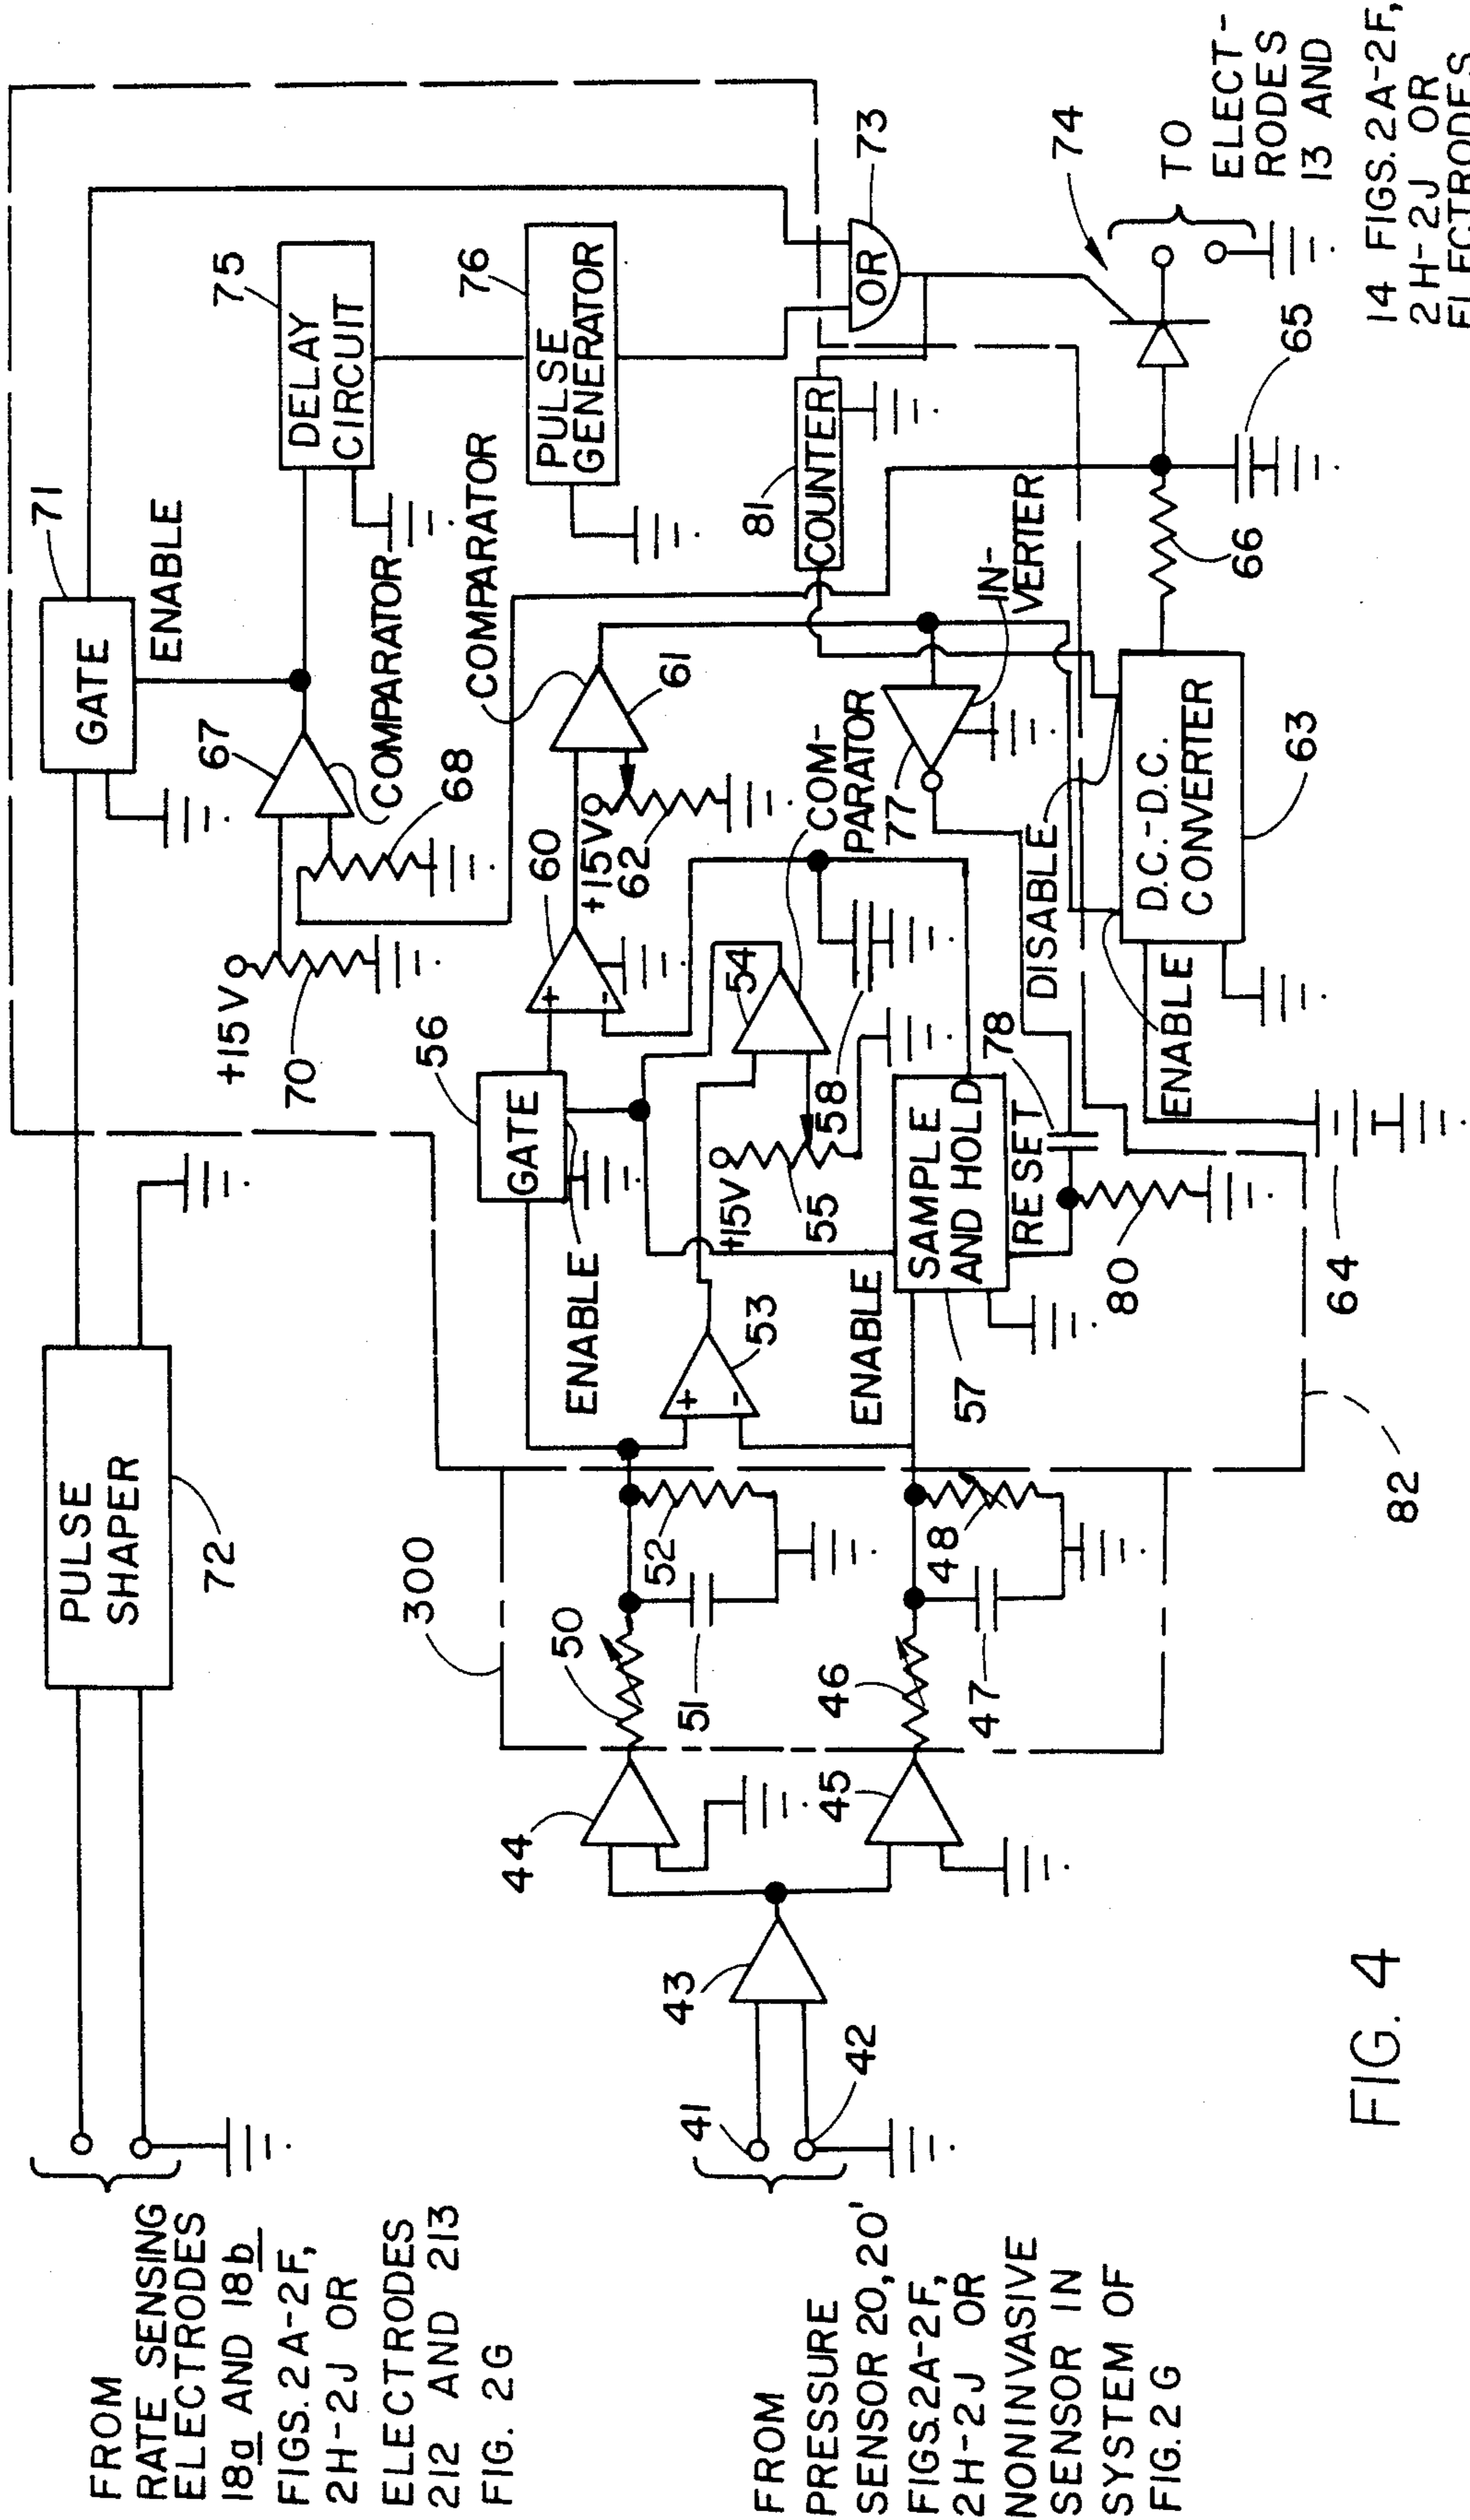 FROM
RATE SENSING
ELECTRODES
18a AND 18b
FIGS.2A-2F,
2H-2J OR
ELECTRODES
212 AND 213
FIG. 2G
PULSE
SHAPER
72
GATE
71
ENABLE
+15V
70
67
COMPARATOR
68
DELAY
CIRCUIT
75
PULSE
GENERATOR
76
COMPARATOR
61
+15V
62
60
56
GATE
ENABLE
FROM
PRESSURE
SENSOR 20,20'
FIGS.2A-2F,
2H-2J OR
NONINVASIVE
SENSOR IN
SYSTEM OF
FIG.2G
41
42
43
44
45
300
50
51
52
46
47
48
+
-
53
54
+15V
55
COM-
PARATOR
58
+
-
ENABLE
SAMPLE
AND HOLD
RESET
57
78
80
77
IN-
VERTER
81
COUNTER
OR
73
74
DISABLE
ENABLE
D.C.-D.C.
CONVERTER
63
64
66
65
82
TO
ELECT-
RODES
13 AND
14 FIGS.2A-2F,
2H-2J OR
ELECTRODES
FIG. 4